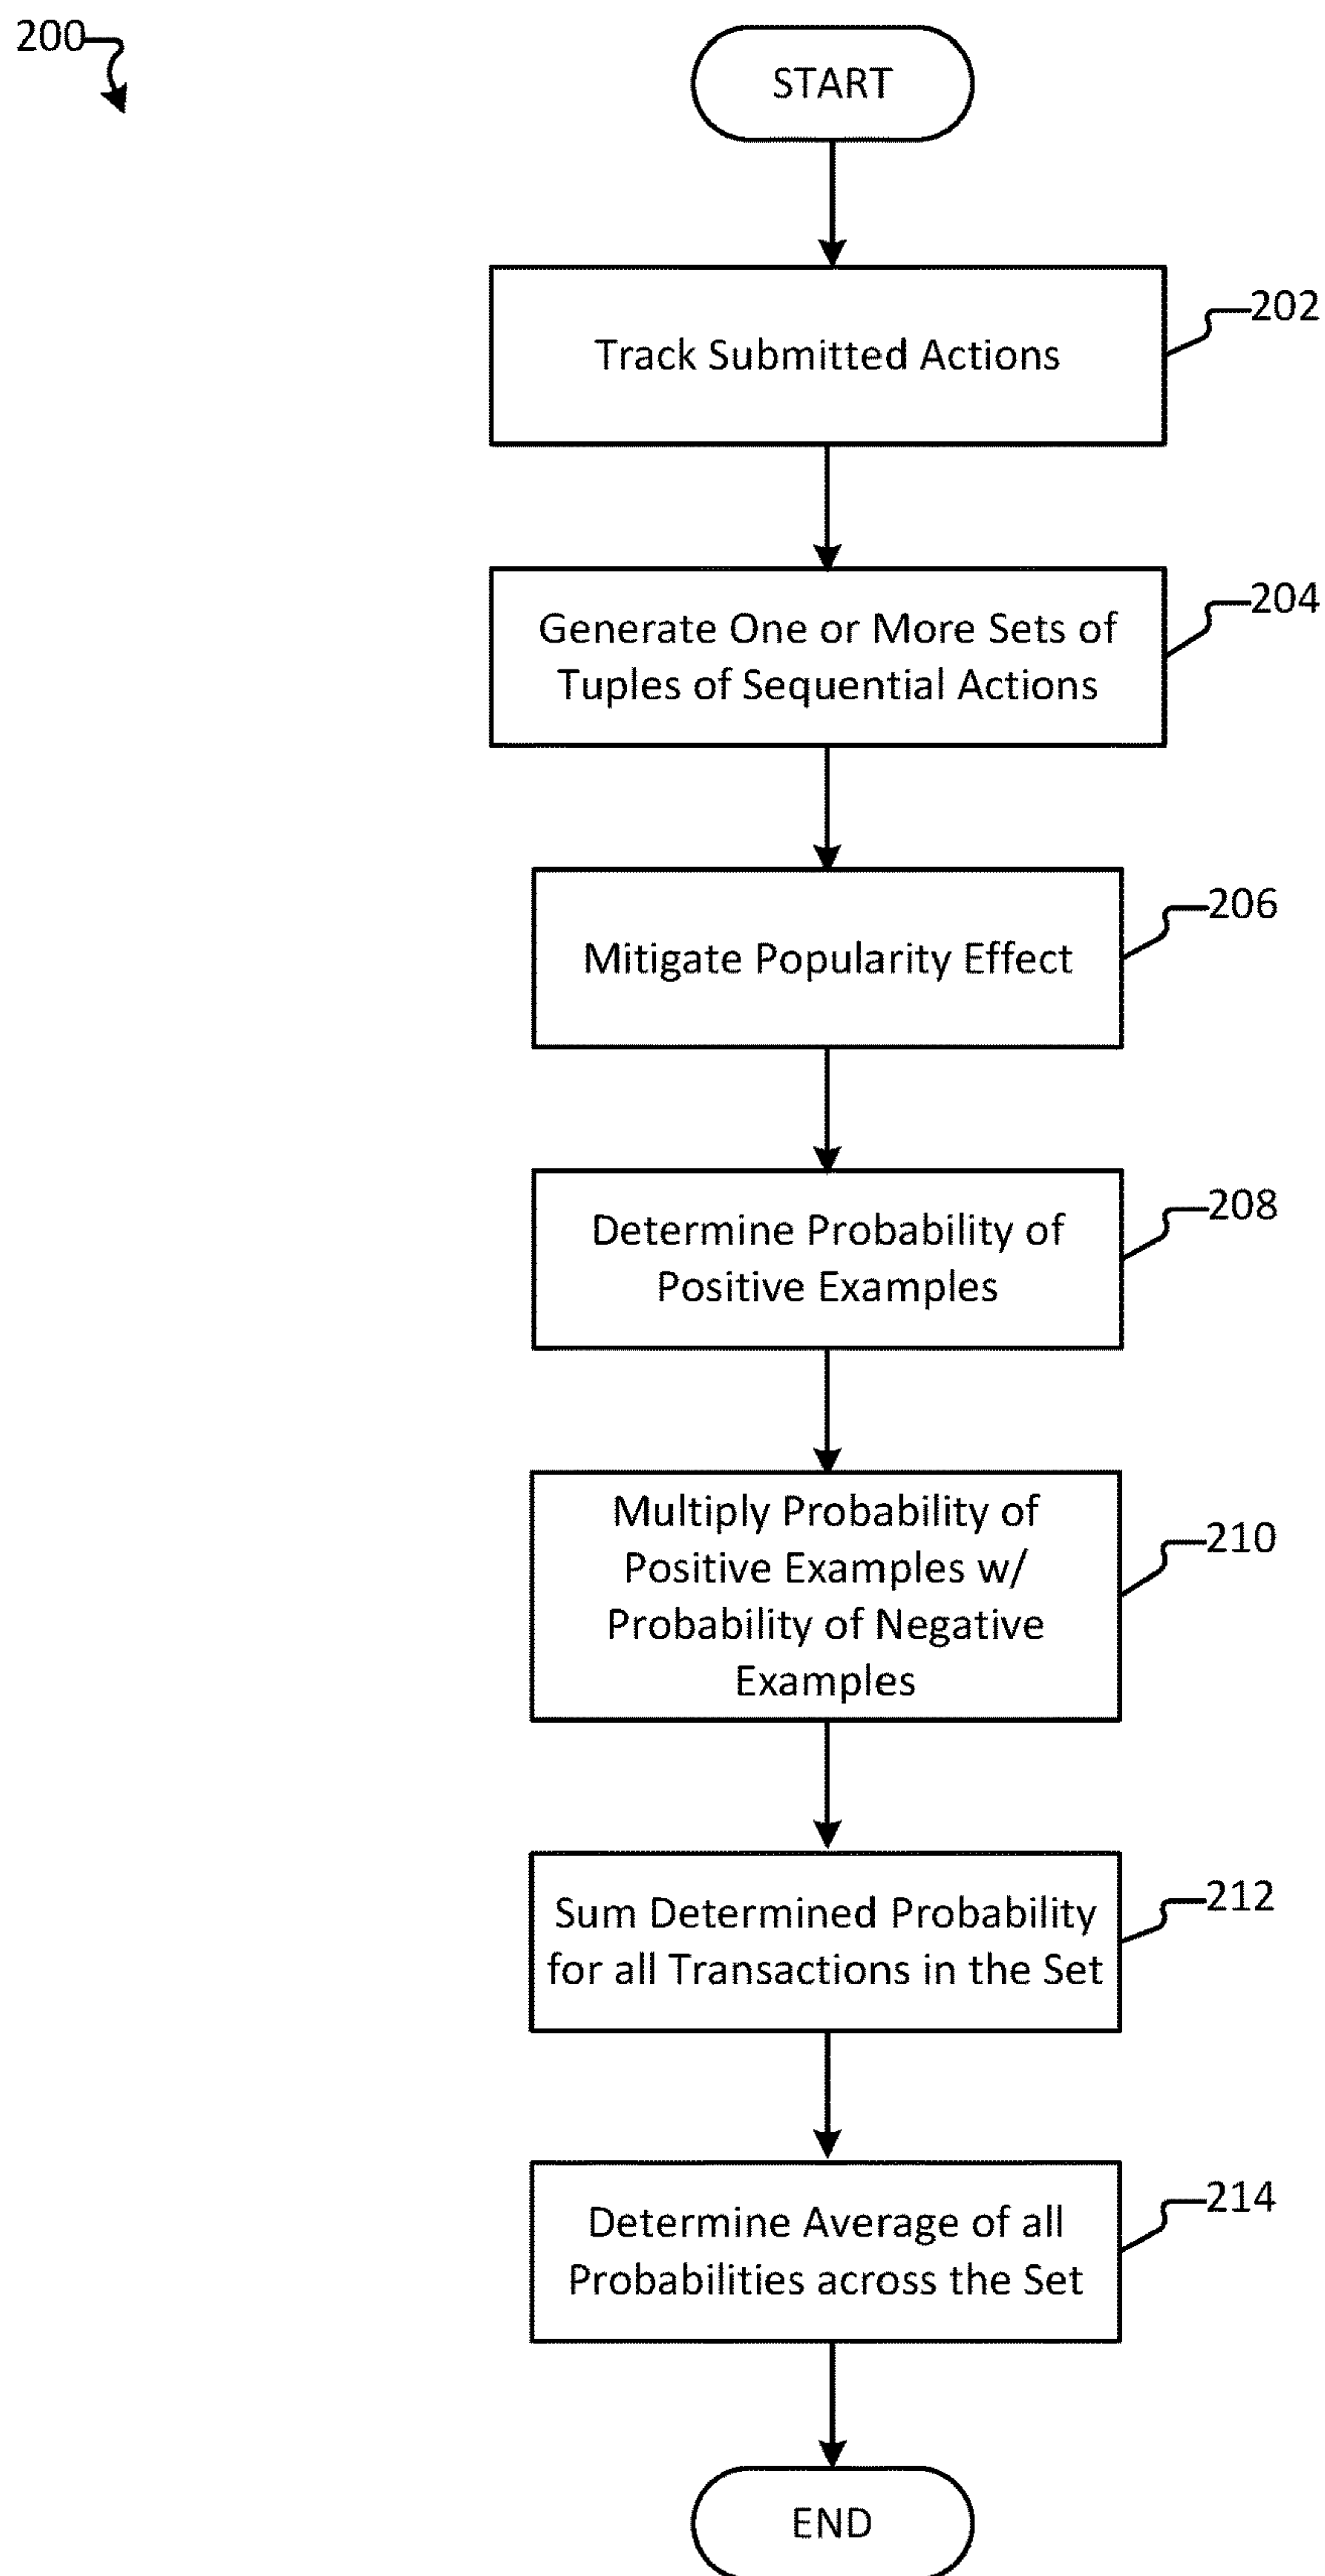 200
START
Track Submitted Actions
202
Generate One or More Sets of
Tuples of Sequential Actions
204
Mitigate Popularity Effect
206
Determine Probability of
Positive Examples
208
Multiply Probability of
Positive Examples w/
Probability of Negative
Examples
210
Sum Determined Probability
for all Transactions in the Set
212
Determine Average of all
Probabilities across the Set
214
END